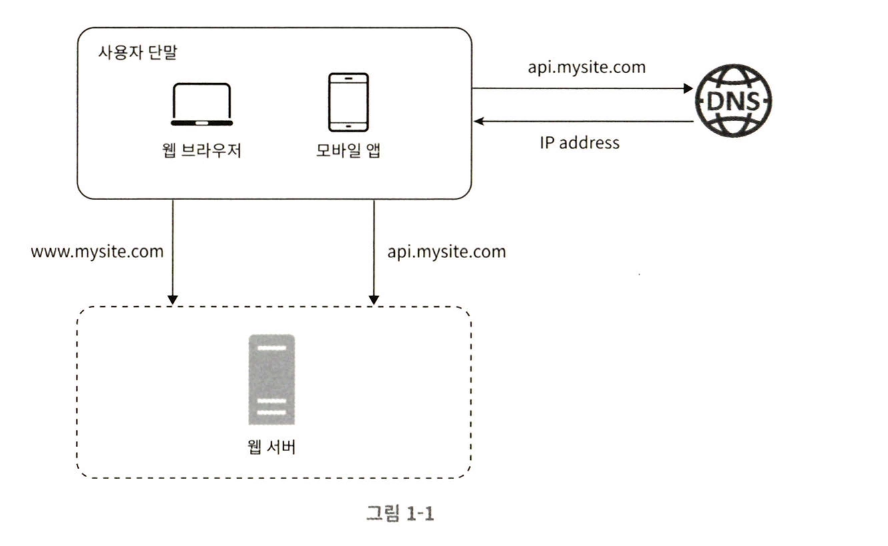 사용자 단말
웹 브라우저
모바일 앱
api.mysite.com
DNS
IP address
www.mysite.com
api.mysite.com
웹 서버
그림 1-1